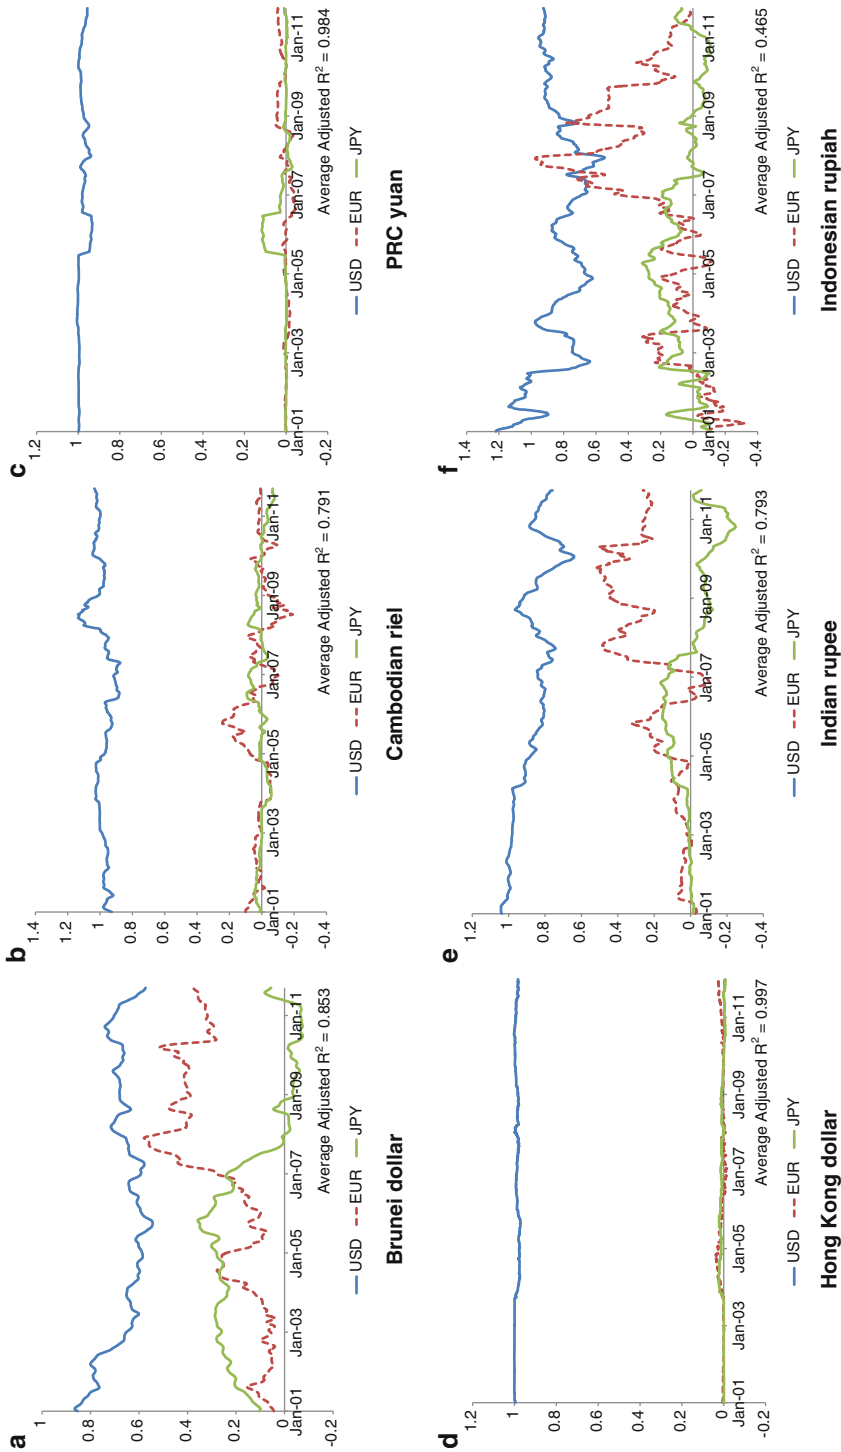 a
1
0.8
0.6
0.4
0.2
0
-0.2
Jan-01
Jan-03
Jan-05
Jan-07
Jan-09
Jan-11
Average Adjusted R² = 0.853
USD EUR JPY
Brunei dollar
b
1.4
1.2
1
0.8
0.6
0.4
0.2
0
-0.2
-0.4
Jan-01
Jan-03
Jan-05
Jan-07
Jan-09
Jan-11
Average Adjusted R² = 0.791
USD EUR JPY
Cambodian riel
c
1.2
1
0.8
0.6
0.4
0.2
0
-0.2
Jan-01
Jan-03
Jan-05
Jan-07
Jan-09
Jan-11
Average Adjusted R² = 0.984
USD EUR JPY
PRC yuan
d
1.2
1
0.8
0.6
0.4
0.2
0
-0.2
Jan-01
Jan-03
Jan-05
Jan-07
Jan-09
Jan-11
Average Adjusted R² = 0.997
USD EUR JPY
Hong Kong dollar
e
1.2
1
0.8
0.6
0.4
0.2
0
-0.2
-0.4
Jan-01
Jan-03
Jan-05
Jan-07
Jan-09
Jan-11
Average Adjusted R² = 0.793
USD EUR JPY
Indian rupee
f
1.4
1.2
1
0.8
0.6
0.4
0.2
0
-0.2
-0.4
Jan-01
Jan-03
Jan-05
Jan-07
Jan-09
Jan-11
Average Adjusted R² = 0.465
USD EUR JPY
Indonesian rupiah